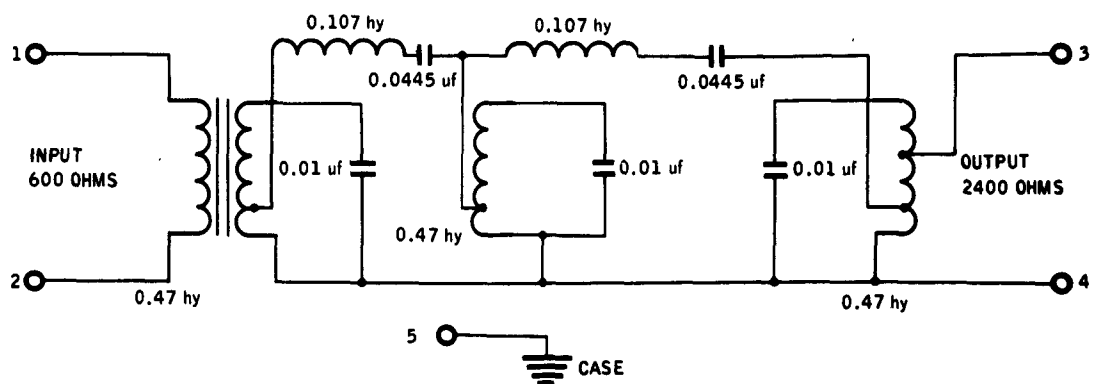 0.107 hy
0.107 hy
1
3
0.0445 uf
0.0445 uf
INPUT
600 OHMS
0.01 uf
0.01 uf
0.01 uf
OUTPUT
2400 OHMS
0.47 hy
2
4
0.47 hy
0.47 hy
5
CASE